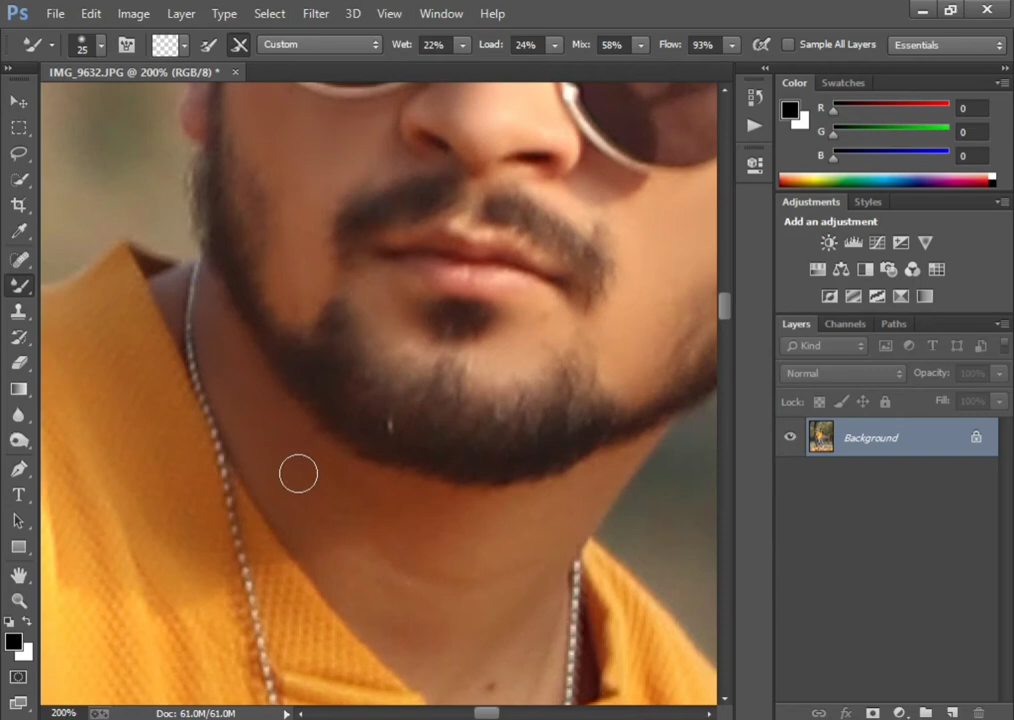 Ps File Edit Image Layer Type Select Filter 3D View Window Help
25 Custom Wet: 22% Load: 24% Mix: 58% Flow: 93% Sample All Layers Essentials
IMG_9632.JPG @ 200% (RGB/8) * ×
Color Swatches
R 0
G 0
B 0
Adjustments Styles
Add an adjustment
Layers Channels Paths
Kind T
Normal Opacity: 100%
Lock: Fill: 100%
Background
T
200% Doc: 61.0M/61.0M
fx